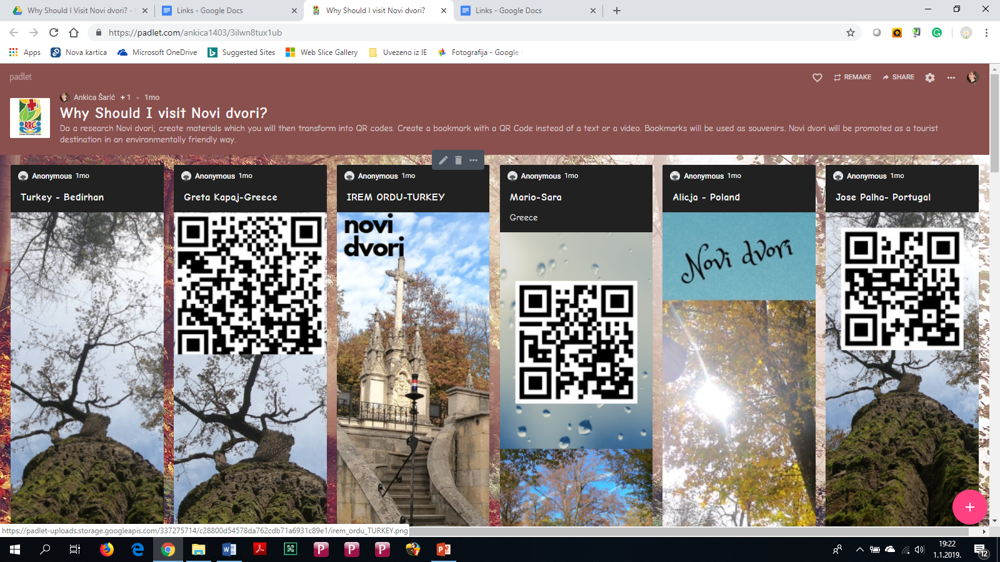 Why Should I Visit Novi dvori? -
Links - Google Docs
Why Should I visit Novi dvori?
Links - Google Docs
https://padlet.com/ankica1403/3ilwn8tux1ub
Apps
Nova kartica
Microsoft OneDrive
Suggested Sites
Web Slice Gallery
Uvezeno iz IE
Fotografija - Google
padlet
REMAKE
SHARE
Ankica Šarić + 1 • 1mo
RRC
Why Should I visit Novi dvori?
Do a research Novi dvori, create materials which you will then transform into QR codes. Create a bookmark with a QR Code instead of a text or a video. Bookmarks will be used as souvenirs. Novi dvori will be promoted as a tourist
destination in an environmentally friendly way.
Anonymous 1mo
Turkey - Bedirhan
Anonymous 1mo
Greta Kapaj-Greece
Anonymous 1mo
IREM ORDU-TURKEY
novi
dvori
Anonymous 1mo
Mario-Sara
Greece
Anonymous 1mo
Alicja - Poland
Novi dvori
Anonymous 1mo
Jose Palha- Portugal
https://padlet-uploads.storage.googleapis.com/337275714/c28800d54578da762cdb71a6931c89e1/irem_ordu_TURKEY.png
19:22
1.1.2019.
12